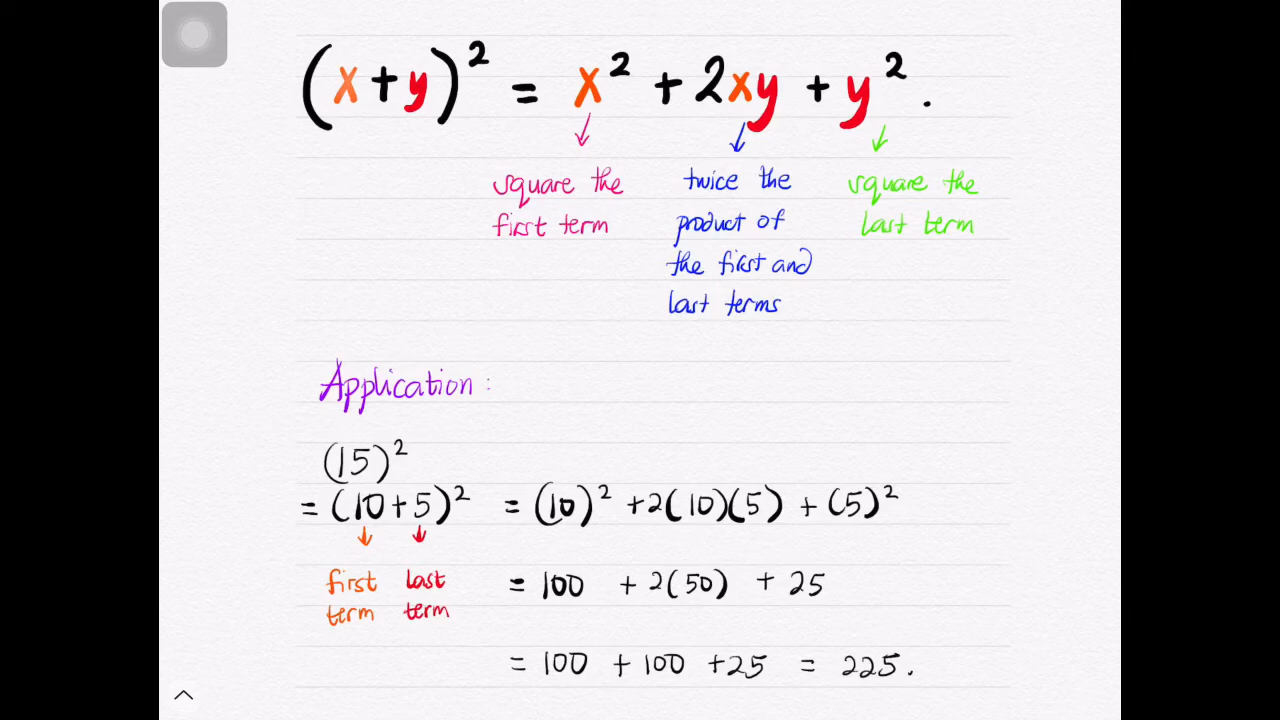 (x+y)² = x² + 2xy + y².
square the first term
twice the product of the first and last terms
square the last term
Application:
(15)²
= (10+5)² = (10)² +2(10)(5) + (5)²
first term
last term
= 100 + 2(50) + 25
= 100 + 100 +25 = 225.